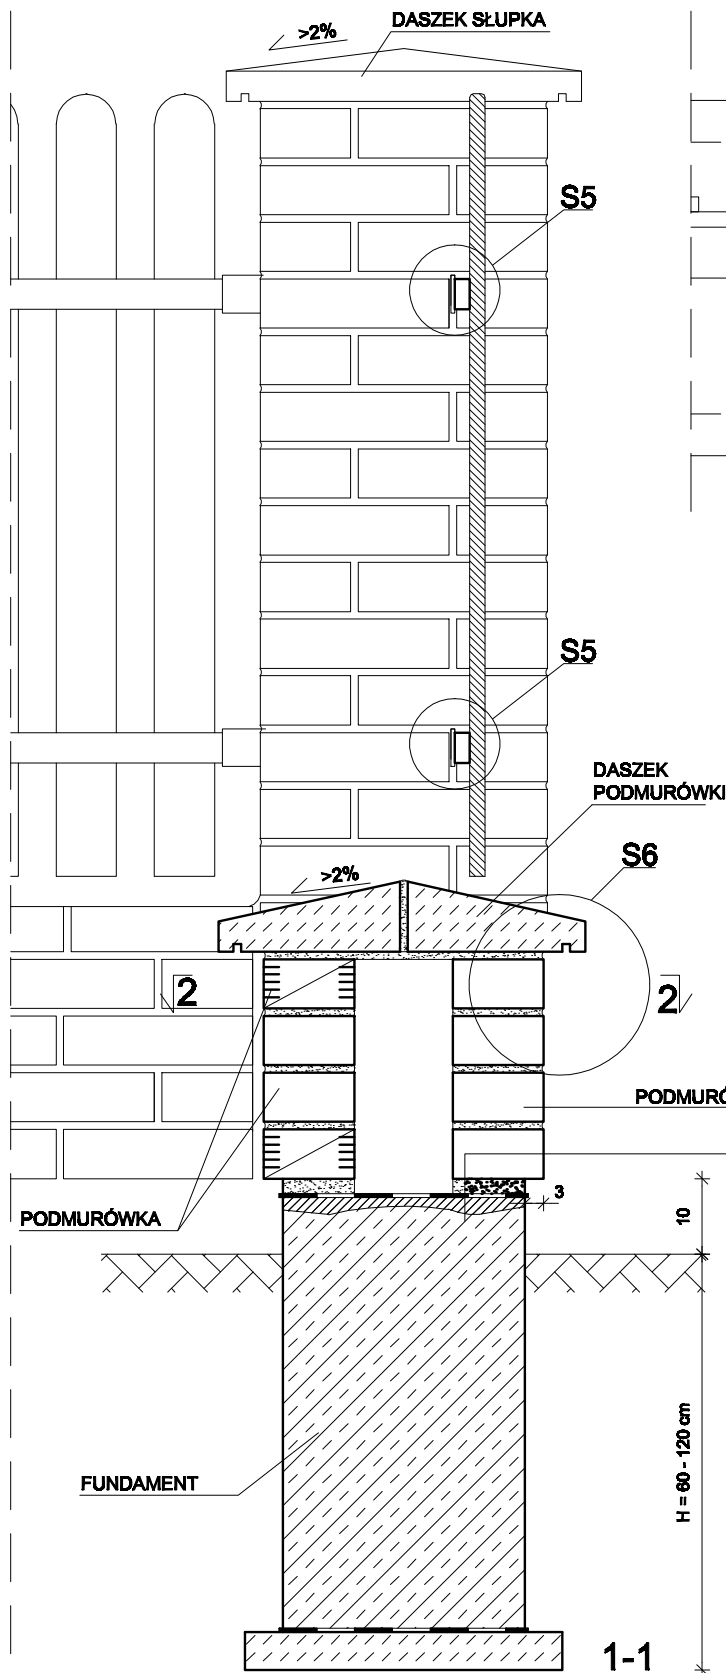 DASZEK SŁUPKA
>2%
S5
S5
DASZEK
PODMURÓWKI
>2%
S6
2
2
PODMURÓ
3
PODMURÓWKA
10
FUNDAMENT
H = 60 - 120 cm
1-1